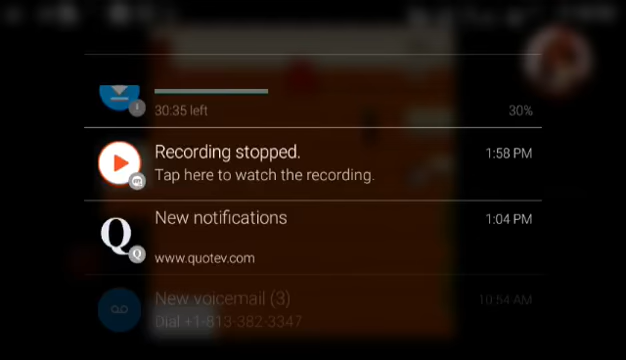 30:35 left 30%
Recording stopped. 1:58 PM
Tap here to watch the recording.
Q New notifications 1:04 PM
Q www.quotev.com
New voicemail (3) 10:54 AM
Dial +1-813-382-3347